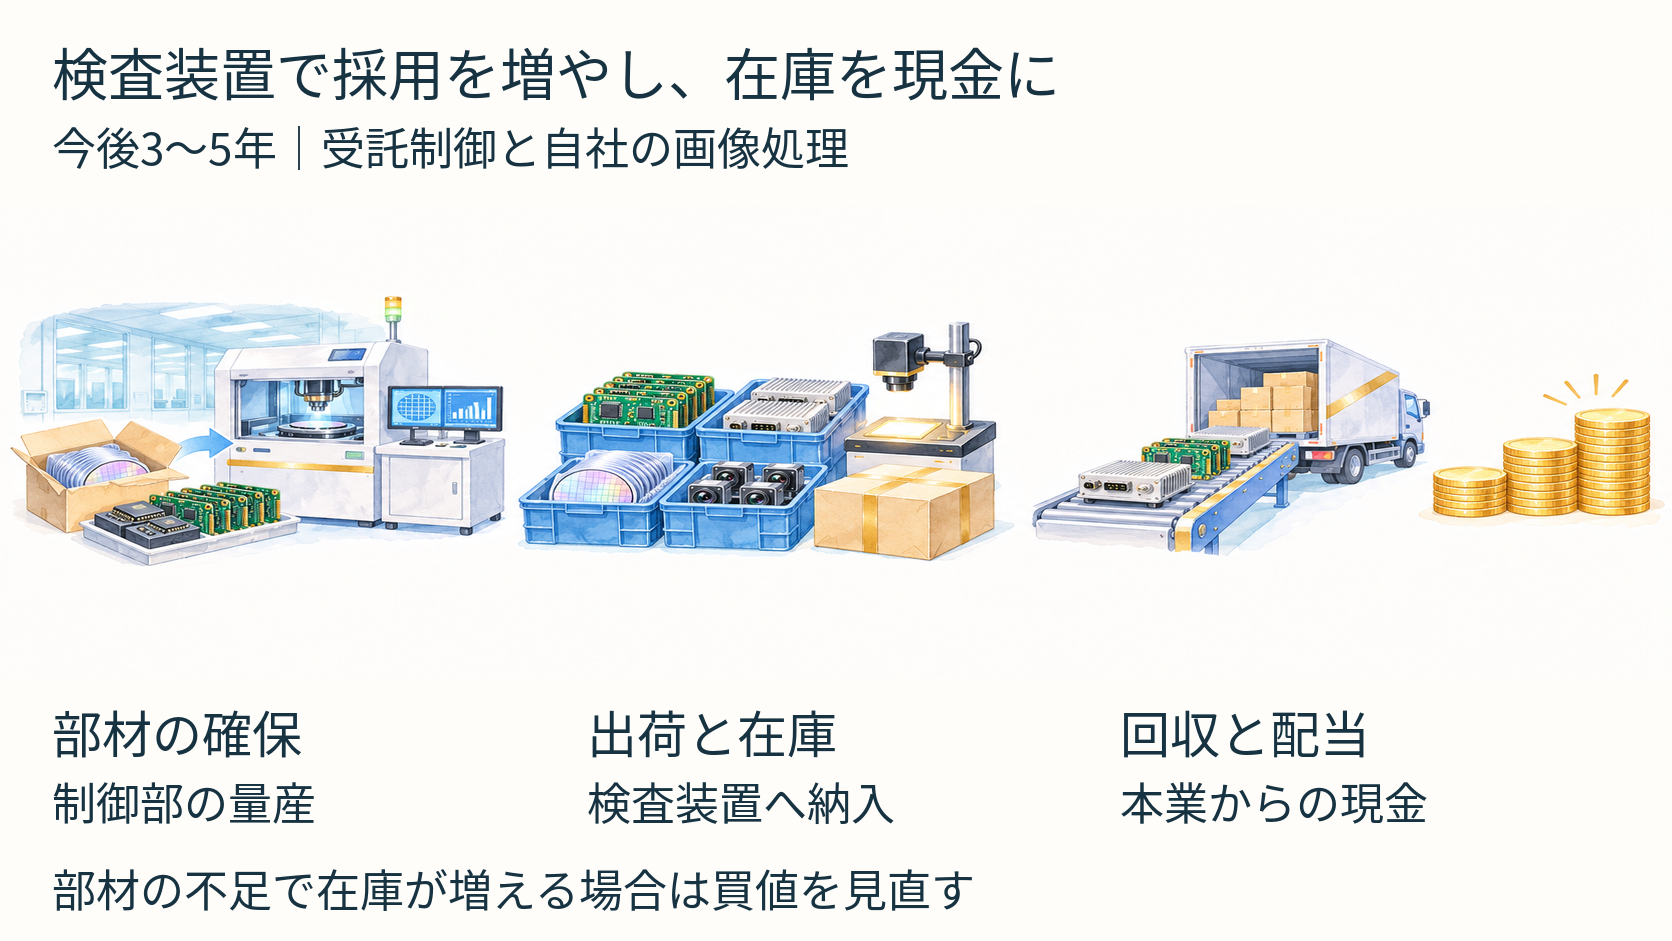 検査装置で採用を増やし、在庫を現金に
今後3～5年｜受託制御と自社の画像処理
部材の確保
制御部の量産
出荷と在庫
検査装置へ納入
回収と配当
本業からの現金
部材の不足で在庫が増える場合は買値を見直す